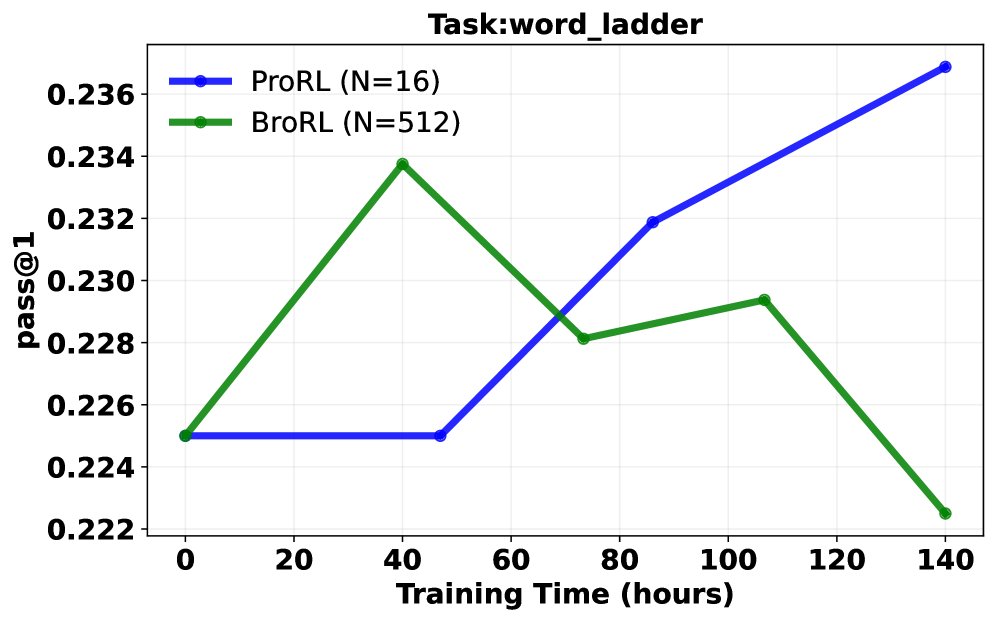 Task:word_ladder
ProRL (N=16)
BroRL (N=512)
pass@1
0.236
0.234
0.232
0.230
0.228
0.226
0.224
0.222
0 20 40 60 80 100 120 140
Training Time (hours)